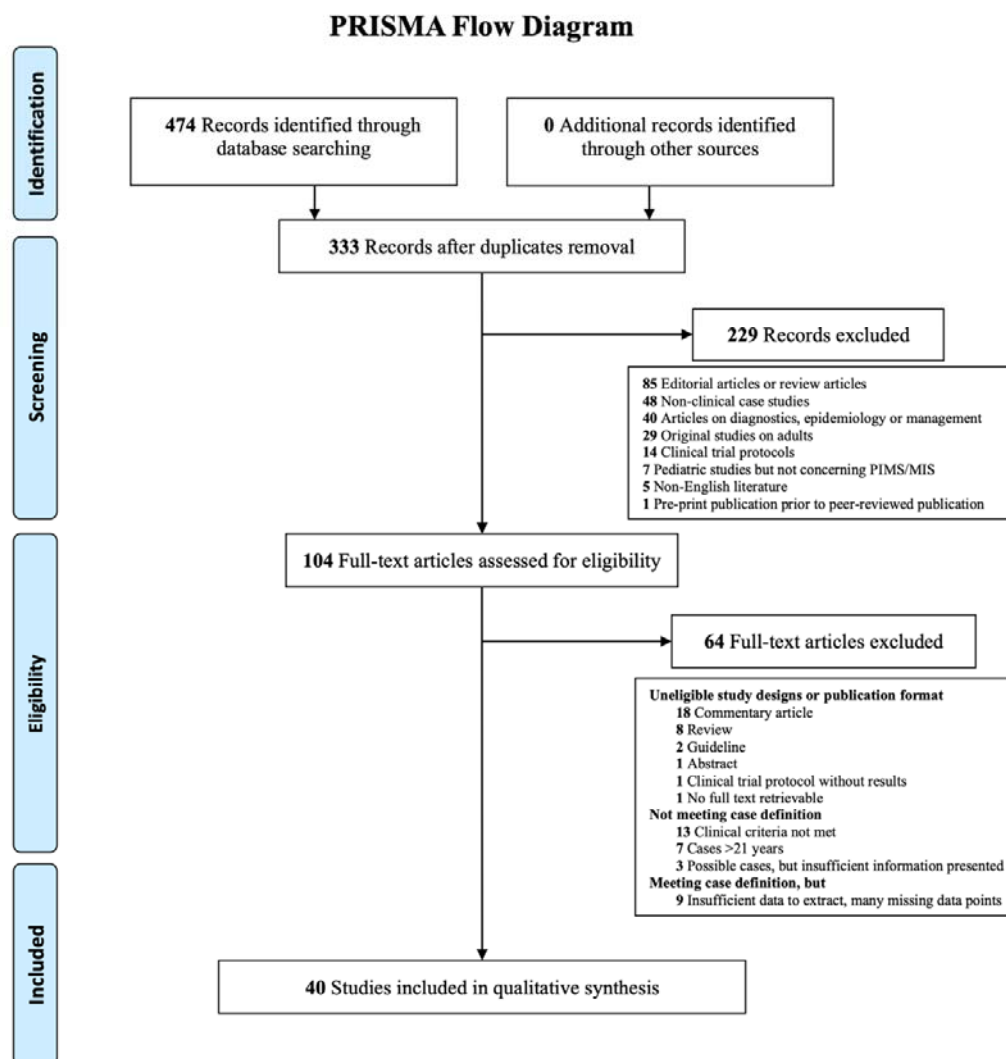 PRISMA Flow Diagram
Identification
474 Records identified through
database searching
0 Additional records identified
through other sources
333 Records after duplicates removal
Screening
229 Records excluded
85 Editorial articles or review articles
48 Non-clinical case studies
40 Articles on diagnostics, epidemiology or management
29 Original studies on adults
14 Clinical trial protocols
7 Pediatric studies but not concerning PIMS/MIS
5 Non-English literature
1 Pre-print publication prior to peer-reviewed publication
104 Full-text articles assessed for eligibility
Eligibility
64 Full-text articles excluded
Uneligible study designs or publication format
18 Commentary article
8 Review
2 Guideline
1 Abstract
1 Clinical trial protocol without results
1 No full text retrievable
Not meeting case definition
13 Clinical criteria not met
7 Cases >21 years
3 Possible cases, but insufficient information presented
Meeting case definition, but
9 Insufficient data to extract, many missing data points
Included
40 Studies included in qualitative synthesis